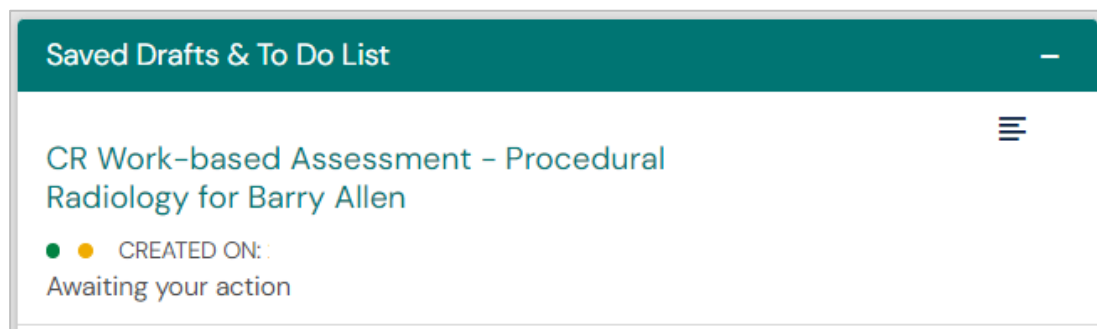 Saved Drafts & To Do List
CR Work-based Assessment - Procedural
Radiology for Barry Allen
CREATED ON:
Awaiting your action